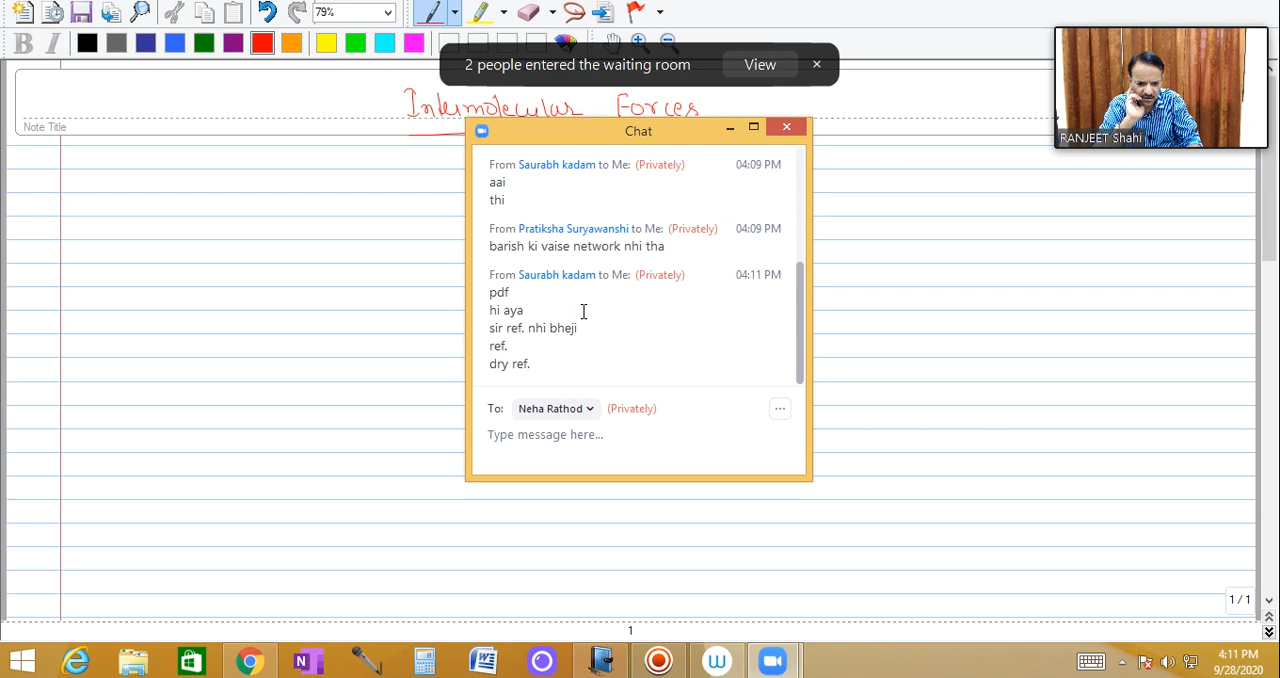 79%
B I
2 people entered the waiting room View ×
Intermolecular Forces
Note Title
RANJEET Shahi
Chat
From Saurabh kadam to Me: (Privately) 04:09 PM
aai
thi
From Pratiksha Suryawanshi to Me: (Privately) 04:09 PM
barish ki vaise network nhi tha
From Saurabh kadam to Me: (Privately) 04:11 PM
pdf
hi aya
sir ref. nhi bheji
ref.
dry ref.
To: Neha Rathod (Privately)
Type message here...
1 / 1
1
4:11 PM
9/28/2020